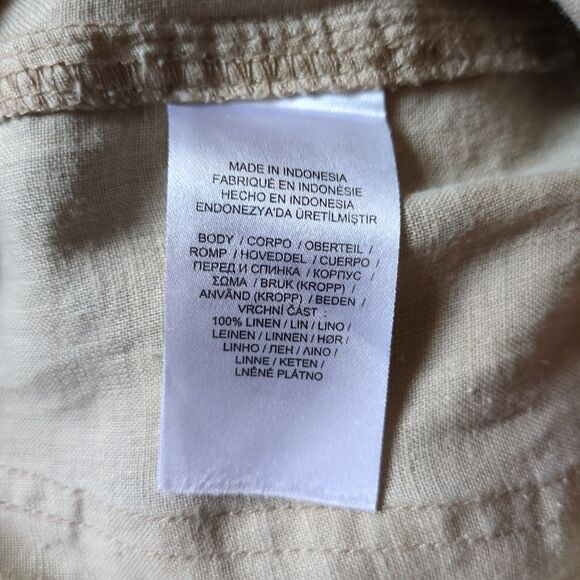 MADE IN INDONESIA
FABRIQUÉ EN INDONÉSIE
HECHO EN INDONESIA
ENDONEZYA'DA ÜRETİLMİŞTİR
BODY / CORPO / OBERTEIL /
ROMP / HOVEDDEL / CUERPO /
ПЕРЕД И СПИНКА / КОРПУС /
ΣΩΜΑ / BRUK (KROPP) /
ANVÄND (KROPP) / BEDEN /
VRCHNÍ ČÁST :
100% LINEN / LIN / LINO /
LEINEN / LINNEN / HØR /
LINHO / ЛЕН / ΛΙΝΟ /
LINNE / KETEN /
LNĚNÉ PLÁTNO